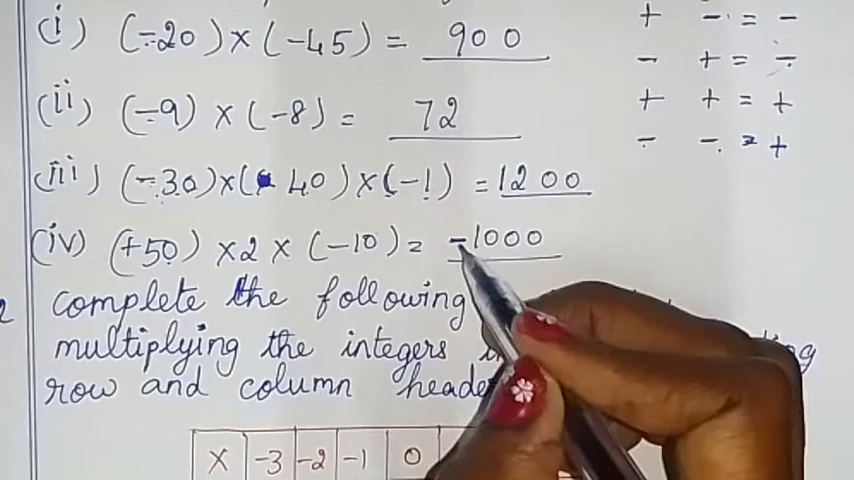 (i) (-20) × (-45) = 900
+ - = -
- + = -
(ii) (-9) × (-8) = 72
+ + = +
- - = +
(iii) (-30) × ( 40) × (-1) = 1200
(iv) (+50) × 2 × (-10) = -1000
2 complete the following
multiplying the integers
row and column
× -3 -2 -1 0